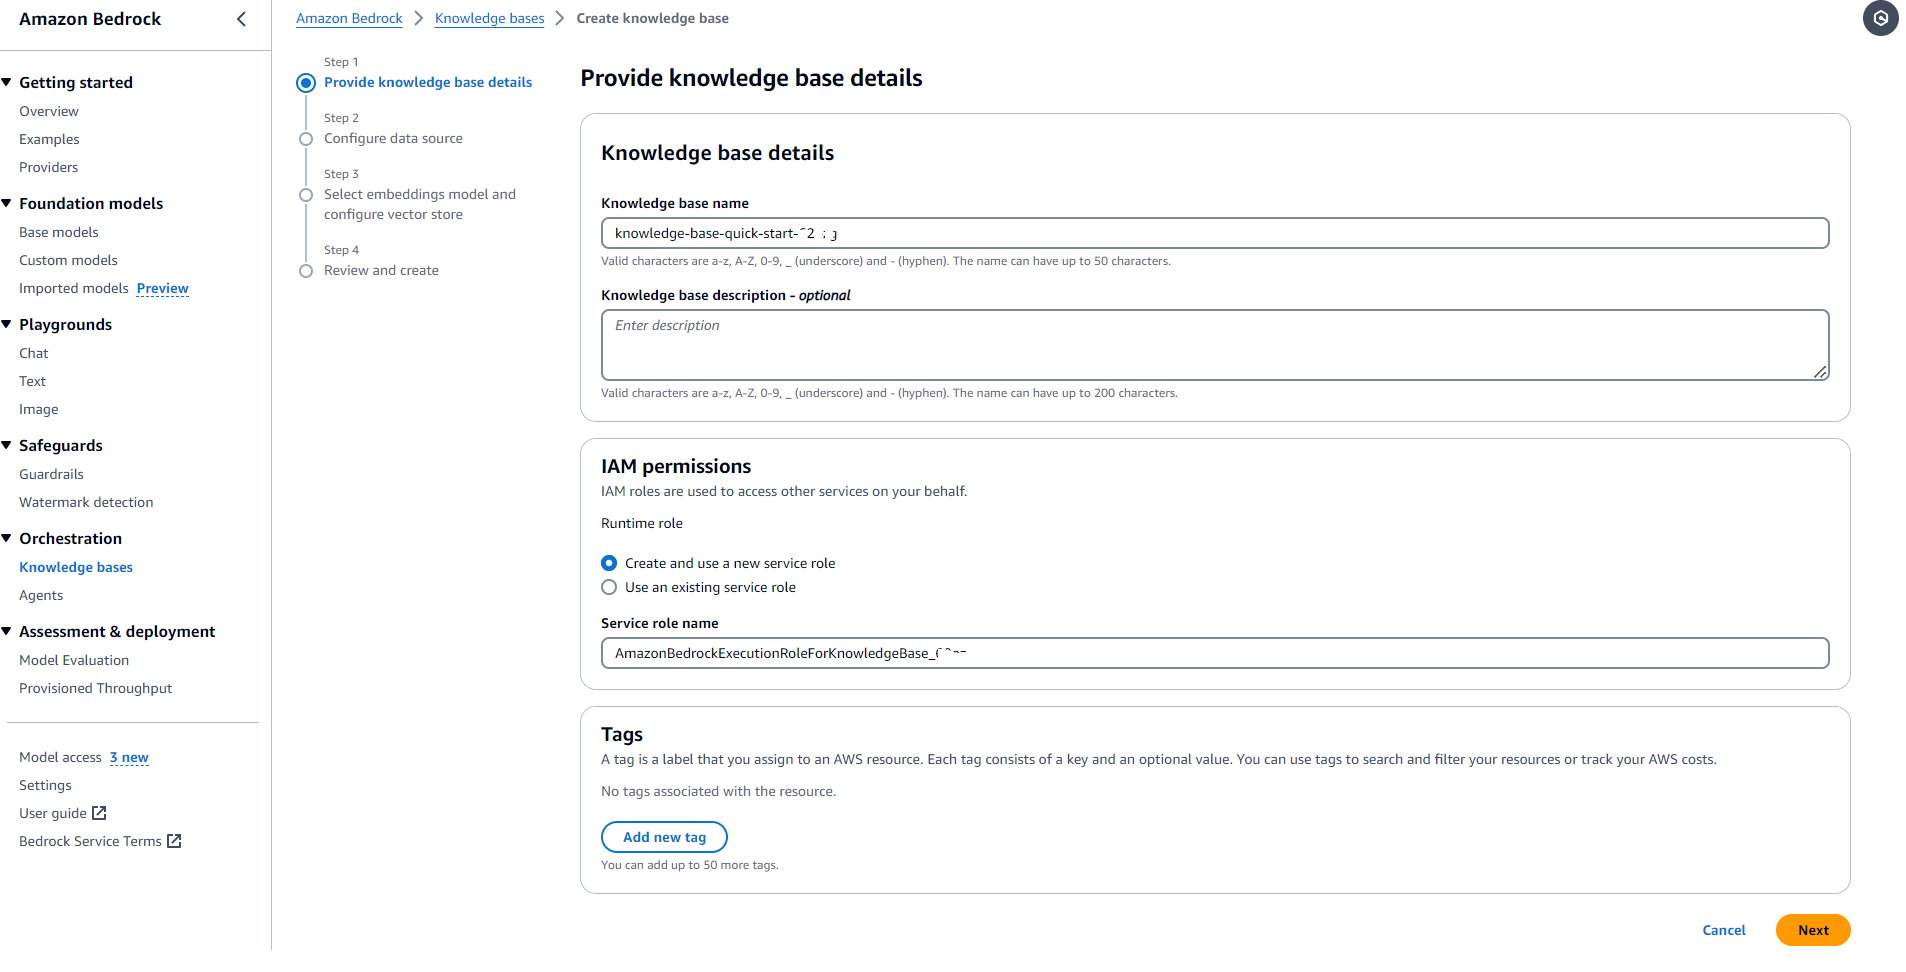 Amazon Bedrock
Getting started
Overview
Examples
Providers
Foundation models
Base models
Custom models
Imported models Preview
Playgrounds
Chat
Text
Image
Safeguards
Guardrails
Watermark detection
Orchestration
Knowledge bases
Agents
Assessment & deployment
Model Evaluation
Provisioned Throughput
Model access 3 new
Settings
User guide
Bedrock Service Terms
Amazon Bedrock Knowledge bases Create knowledge base
Step 1
Provide knowledge base details
Step 2
Configure data source
Step 3
Select embeddings model and
configure vector store
Step 4
Review and create
Provide knowledge base details
Knowledge base details
Knowledge base name
knowledge-base-quick-start-
Valid characters are a-z, A-Z, 0-9, _ (underscore) and - (hyphen). The name can have up to 50 characters.
Knowledge base description - optional
Enter description
Valid characters are a-z, A-Z, 0-9, _ (underscore) and - (hyphen). The name can have up to 200 characters.
IAM permissions
IAM roles are used to access other services on your behalf.
Runtime role
Create and use a new service role
Use an existing service role
Service role name
AmazonBedrockExecutionRoleForKnowledgeBase_
Tags
A tag is a label that you assign to an AWS resource. Each tag consists of a key and an optional value. You can use tags to search and filter your resources or track your AWS costs.
No tags associated with the resource.
Add new tag
You can add up to 50 more tags.
Cancel Next